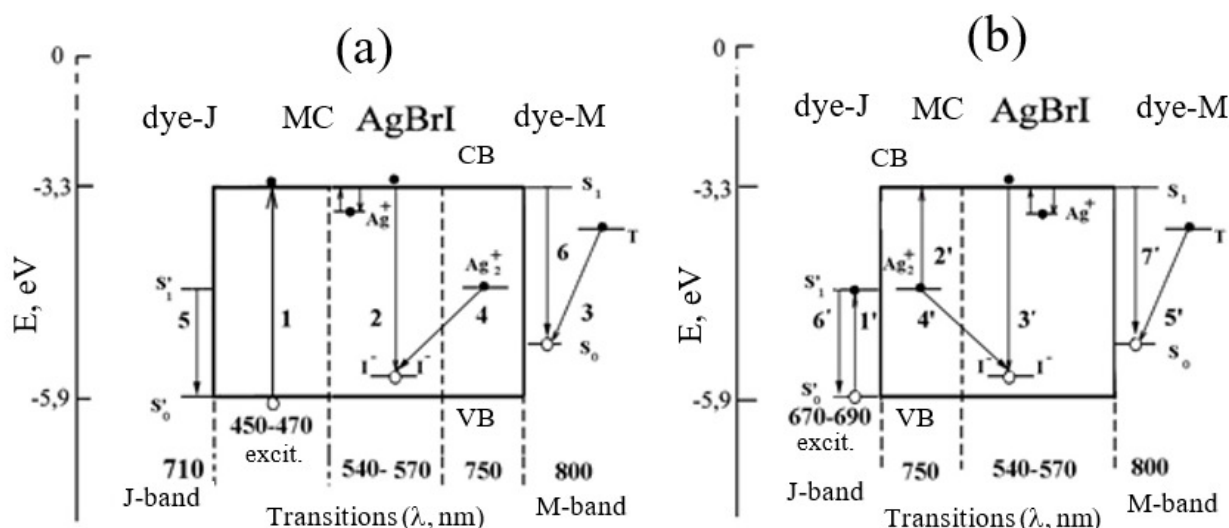 (a)
0
dye-J MC AgBrI dye-M
CB
-3,3
S₁
Ag⁺
T
6
Ag₂⁺
S'₁
5 1 2 4 3
I⁻ I⁻
S₀
S'₀
-5,9
VB
450-470
excit.
710 540- 570 750 800
J-band M-band
Transitions (λ, nm)
E, eV
(b)
0
dye-J MC AgBrI dye-M
CB
-3,3
S₁
Ag⁺
T
2' 7'
Ag₂⁺
S'₁
6' 1' 4' 3' 5'
I⁻ I⁻
S₀
S'₀
-5,9
670-690
excit.
VB
750 540-570 800
J-band M-band
Transitions (λ, nm)
E, eV